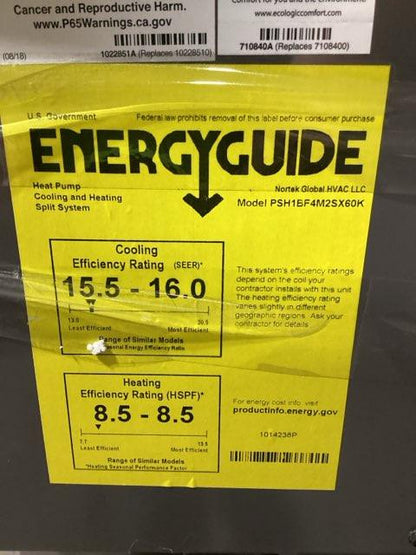 Cancer and Reproductive Harm.
www.P65Warnings.ca.gov
(08/18)
1022851A (Replaces 10228510)
www.ecologiccomfort.com
710840A (Replaces 7108400)
U.S. Government
Federal law prohibits removal of this label before consumer purchase
ENERGYGUIDE
Heat Pump
Cooling and Heating
Split System
Nortek Global HVAC LLC
Model PSH1BF4M2SX60K
Cooling
Efficiency Rating (SEER)*
15.5 - 16.0
13.0
30.5
Least Efficient
Most Efficient
Range of Similar Models
Seasonal Energy Efficiency Ratio
This system's efficiency ratings
depend on the coil your
contractor installs with this unit
The heating efficiency rating
varies slightly in different
geographic regions. Ask your
contractor for details
Heating
Efficiency Rating (HSPF)*
8.5 - 8.5
7.7
13.5
Least Efficient
Most Efficient
Range of Similar Models
*Heating Seasonal Performance Factor
For energy cost info, visit
productinfo.energy.gov
1014238P